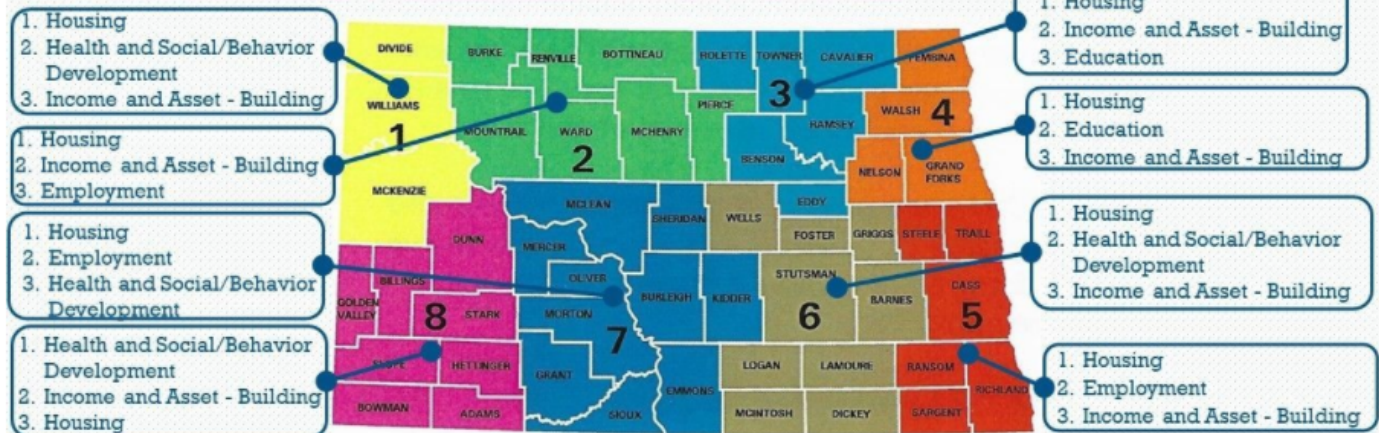 1. Housing
2. Health and Social/Behavior
Development
3. Income and Asset - Building
1. Housing
2. Income and Asset - Building
3. Employment
1. Housing
2. Employment
3. Health and Social/Behavior
Development
1. Health and Social/Behavior
Development
2. Income and Asset - Building
3. Housing
DIVIDE
WILLIAMS
1
MCKENZIE
BURKE
RENVILLE
BOTTINEAU
MOUNTRAIL
WARD
2
MCHENRY
PIERCE
ROLETTE
TOWNER
CAVALIER
3
RAMSEY
BENSON
EDDY
PEMBINA
WALSH
4
NELSON
GRAND
FORKS
DUNN
BILLINGS
GOLDEN
VALLEY
8
STARK
SLOPE
HETTINGER
BOWMAN
ADAMS
MCLEAN
SHERIDAN
MERCER
OLIVER
BURLEIGH
KIDDER
MORTON
7
GRANT
EMMONS
SIOUX
WELLS
FOSTER
GRIGGS
STUTSMAN
6
BARNES
LOGAN
LAMOURE
MCINTOSH
DICKEY
STEELE
TRAILL
CASS
5
RANSOM
RICHLAND
SARGENT
1. Housing
2. Income and Asset - Building
3. Education
1. Housing
2. Education
3. Income and Asset - Building
1. Housing
2. Health and Social/Behavior
Development
3. Income and Asset - Building
1. Housing
2. Employment
3. Income and Asset - Building